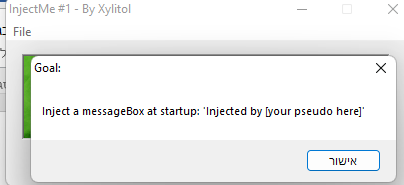 InjectMe #1 - By Xylitol
File
Goal:
Inject a messageBox at startup: 'Injected by [your pseudo here]'
אישור